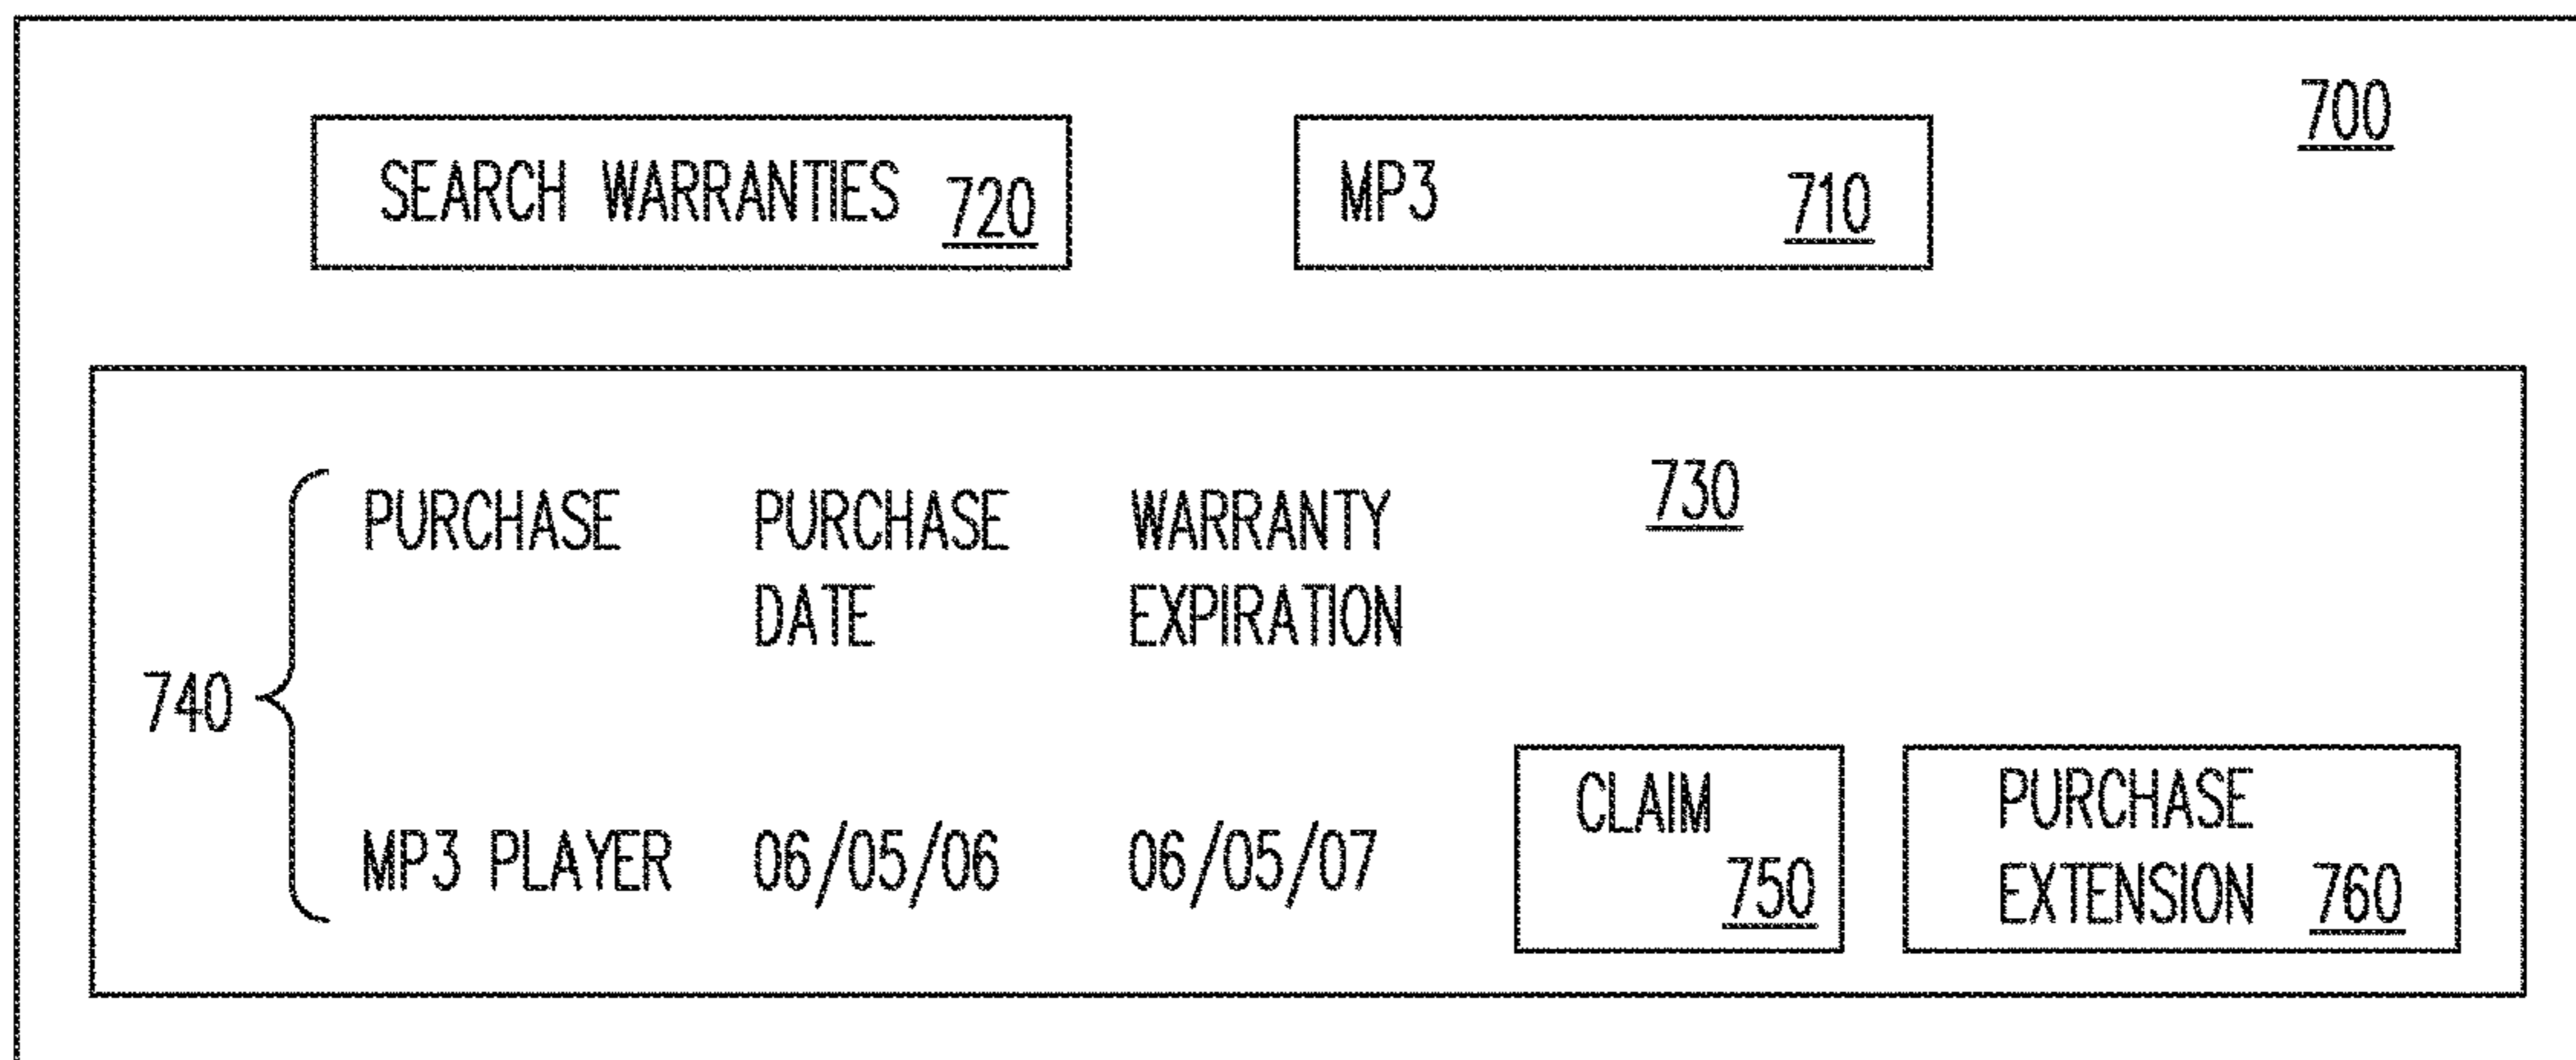 700
SEARCH WARRANTIES 720
MP3 710
730
PURCHASE PURCHASE WARRANTY
DATE EXPIRATION
740
MP3 PLAYER 06/05/06 06/05/07
CLAIM
750
PURCHASE
EXTENSION 760